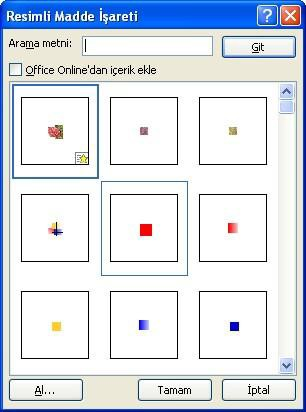 Resimli Madde İşareti
Arama metni:
Git
Office Online'dan içerik ekle
Al...
Tamam
İptal